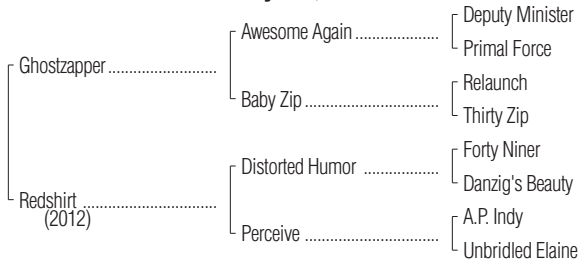 Deputy Minister
Awesome Again ....................
Primal Force
Ghostzapper ..........................
Relaunch
Baby Zip ................................
Thirty Zip
Forty Niner
Distorted Humor ..................
Danzig's Beauty
Redshirt ................................
(2012)
A.P. Indy
Perceive ................................
Unbridled Elaine